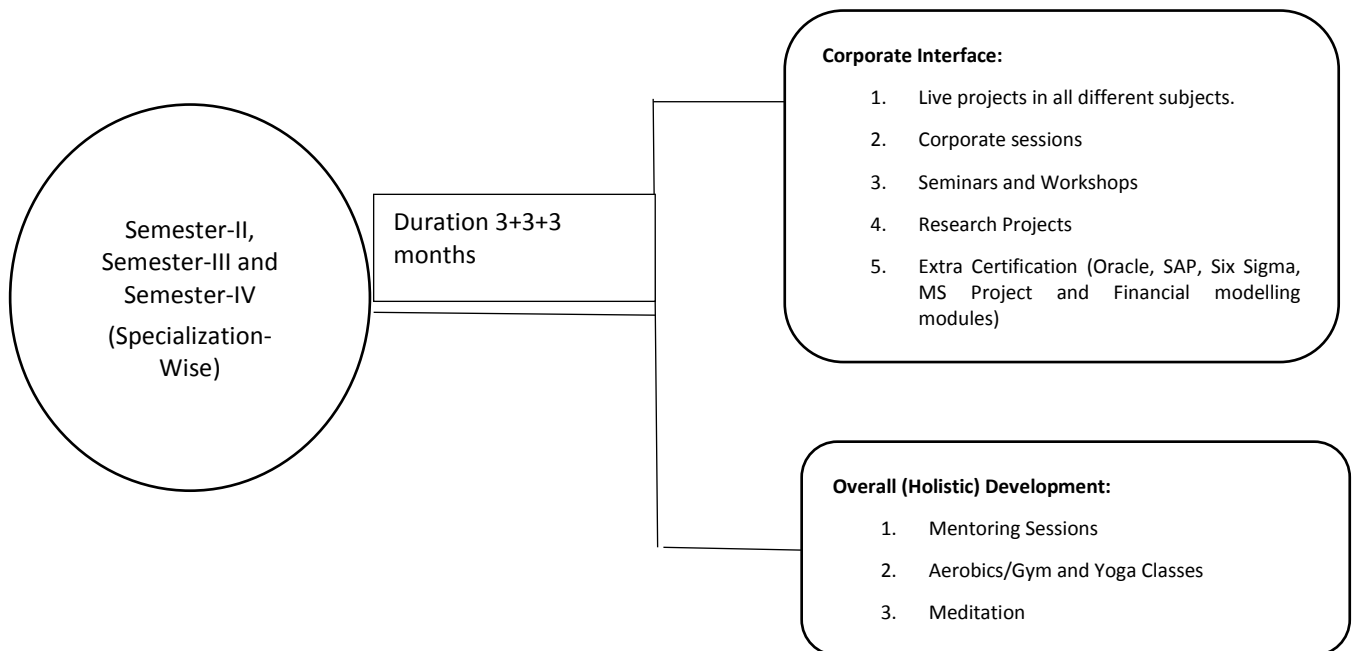 Semester-II,
Semester-III and
Semester-IV
(Specialization-
Wise)
Duration 3+3+3
months
Corporate Interface:
1. Live projects in all different subjects.
2. Corporate sessions
3. Seminars and Workshops
4. Research Projects
5. Extra Certification (Oracle, SAP, Six Sigma,
MS Project and Financial modelling
modules)
Overall (Holistic) Development:
1. Mentoring Sessions
2. Aerobics/Gym and Yoga Classes
3. Meditation